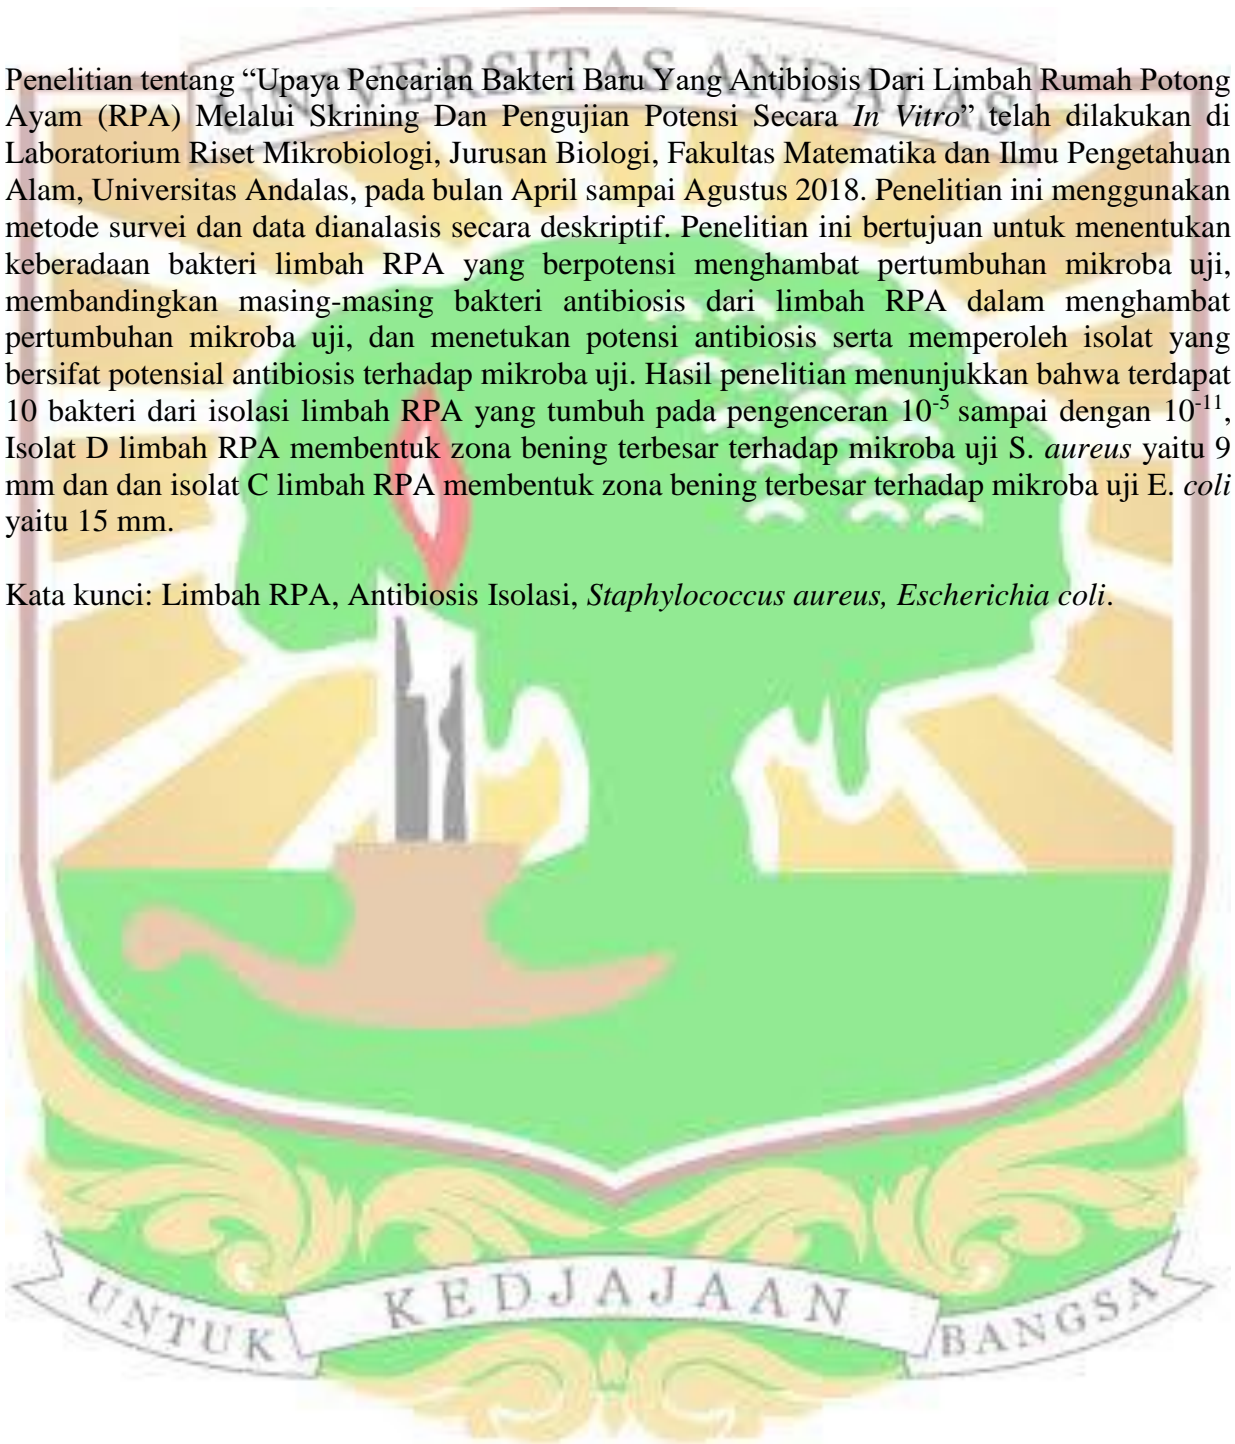 UNIVERSITAS ANDALAS
Penelitian tentang “Upaya Pencarian Bakteri Baru Yang Antibiosis Dari Limbah Rumah Potong
Ayam (RPA) Melalui Skrining Dan Pengujian Potensi Secara In Vitro” telah dilakukan di
Laboratorium Riset Mikrobiologi, Jurusan Biologi, Fakultas Matematika dan Ilmu Pengetahuan
Alam, Universitas Andalas, pada bulan April sampai Agustus 2018. Penelitian ini menggunakan
metode survei dan data dianalasis secara deskriptif. Penelitian ini bertujuan untuk menentukan
keberadaan bakteri limbah RPA yang berpotensi menghambat pertumbuhan mikroba uji,
membandingkan masing-masing bakteri antibiosis dari limbah RPA dalam menghambat
pertumbuhan mikroba uji, dan menetukan potensi antibiosis serta memperoleh isolat yang
bersifat potensial antibiosis terhadap mikroba uji. Hasil penelitian menunjukkan bahwa terdapat
10 bakteri dari isolasi limbah RPA yang tumbuh pada pengenceran 10⁻⁵ sampai dengan 10⁻¹¹,
Isolat D limbah RPA membentuk zona bening terbesar terhadap mikroba uji S. aureus yaitu 9
mm dan dan isolat C limbah RPA membentuk zona bening terbesar terhadap mikroba uji E. coli
yaitu 15 mm.
Kata kunci: Limbah RPA, Antibiosis Isolasi, Staphylococcus aureus, Escherichia coli.
UNTUK KEDJAJAAN BANGSA